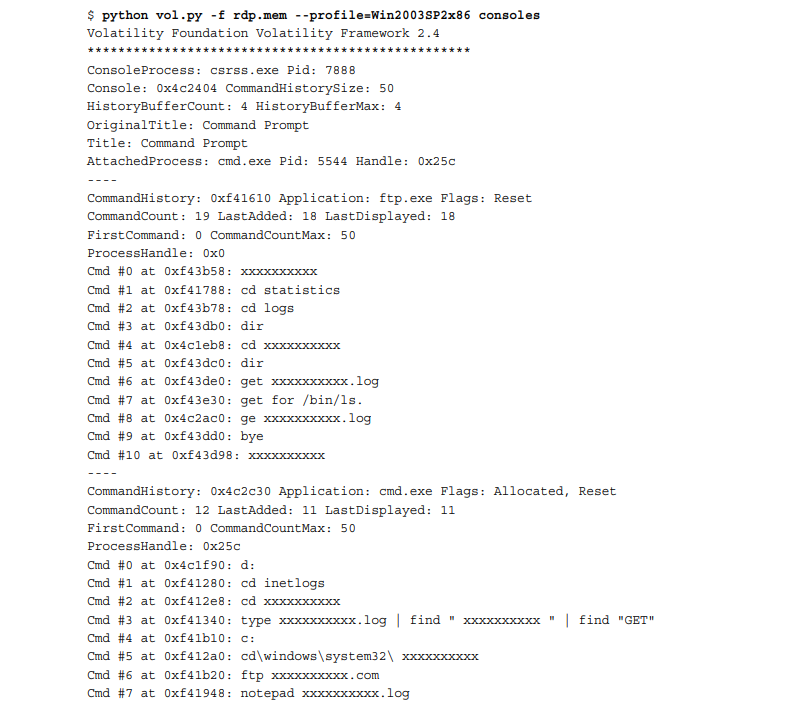 $ python vol.py -f rdp.mem --profile=Win2003SP2x86 consoles
Volatility Foundation Volatility Framework 2.4
**************************************************
ConsoleProcess: csrss.exe Pid: 7888
Console: 0x4c2404 CommandHistorySize: 50
HistoryBufferCount: 4 HistoryBufferMax: 4
OriginalTitle: Command Prompt
Title: Command Prompt
AttachedProcess: cmd.exe Pid: 5544 Handle: 0x25c
----
CommandHistory: 0xf41610 Application: ftp.exe Flags: Reset
CommandCount: 19 LastAdded: 18 LastDisplayed: 18
FirstCommand: 0 CommandCountMax: 50
ProcessHandle: 0x0
Cmd #0 at 0xf43b58: xxxxxxxxxx
Cmd #1 at 0xf41788: cd statistics
Cmd #2 at 0xf43b78: cd logs
Cmd #3 at 0xf43db0: dir
Cmd #4 at 0x4c1eb8: cd xxxxxxxxxx
Cmd #5 at 0xf43dc0: dir
Cmd #6 at 0xf43de0: get xxxxxxxxxx.log
Cmd #7 at 0xf43e30: get for /bin/ls.
Cmd #8 at 0x4c2ac0: ge xxxxxxxxxx.log
Cmd #9 at 0xf43dd0: bye
Cmd #10 at 0xf43d98: xxxxxxxxxx
----
CommandHistory: 0x4c2c30 Application: cmd.exe Flags: Allocated, Reset
CommandCount: 12 LastAdded: 11 LastDisplayed: 11
FirstCommand: 0 CommandCountMax: 50
ProcessHandle: 0x25c
Cmd #0 at 0x4c1f90: d:
Cmd #1 at 0xf41280: cd inetlogs
Cmd #2 at 0xf412e8: cd xxxxxxxxxx
Cmd #3 at 0xf41340: type xxxxxxxxxx.log | find " xxxxxxxxxx " | find "GET"
Cmd #4 at 0xf41b10: c:
Cmd #5 at 0xf412a0: cd\windows\system32\ xxxxxxxxxx
Cmd #6 at 0xf41b20: ftp xxxxxxxxxx.com
Cmd #7 at 0xf41948: notepad xxxxxxxxxx.log